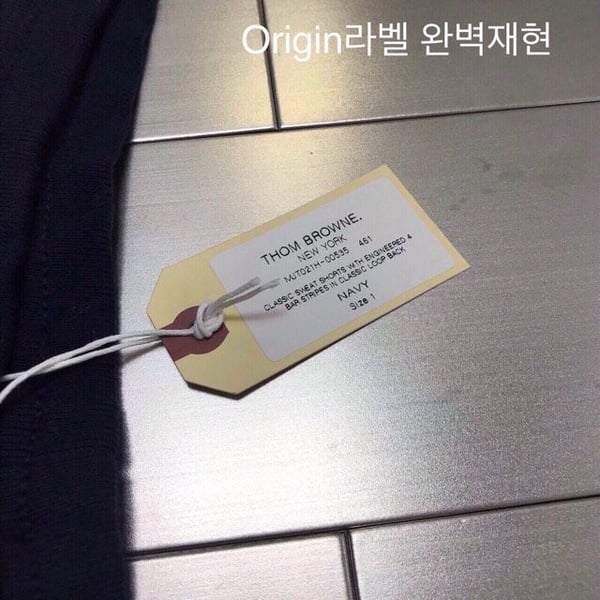 Origin라벨 완벽재현
THOM BROWNE.
NEW YORK
MJT021H-00535 461
CLASSIC SWEAT SHORTS WITH ENGINEERED 4
BAR STRIPES IN CLASSIC LOOP BACK
NAVY
Size 1